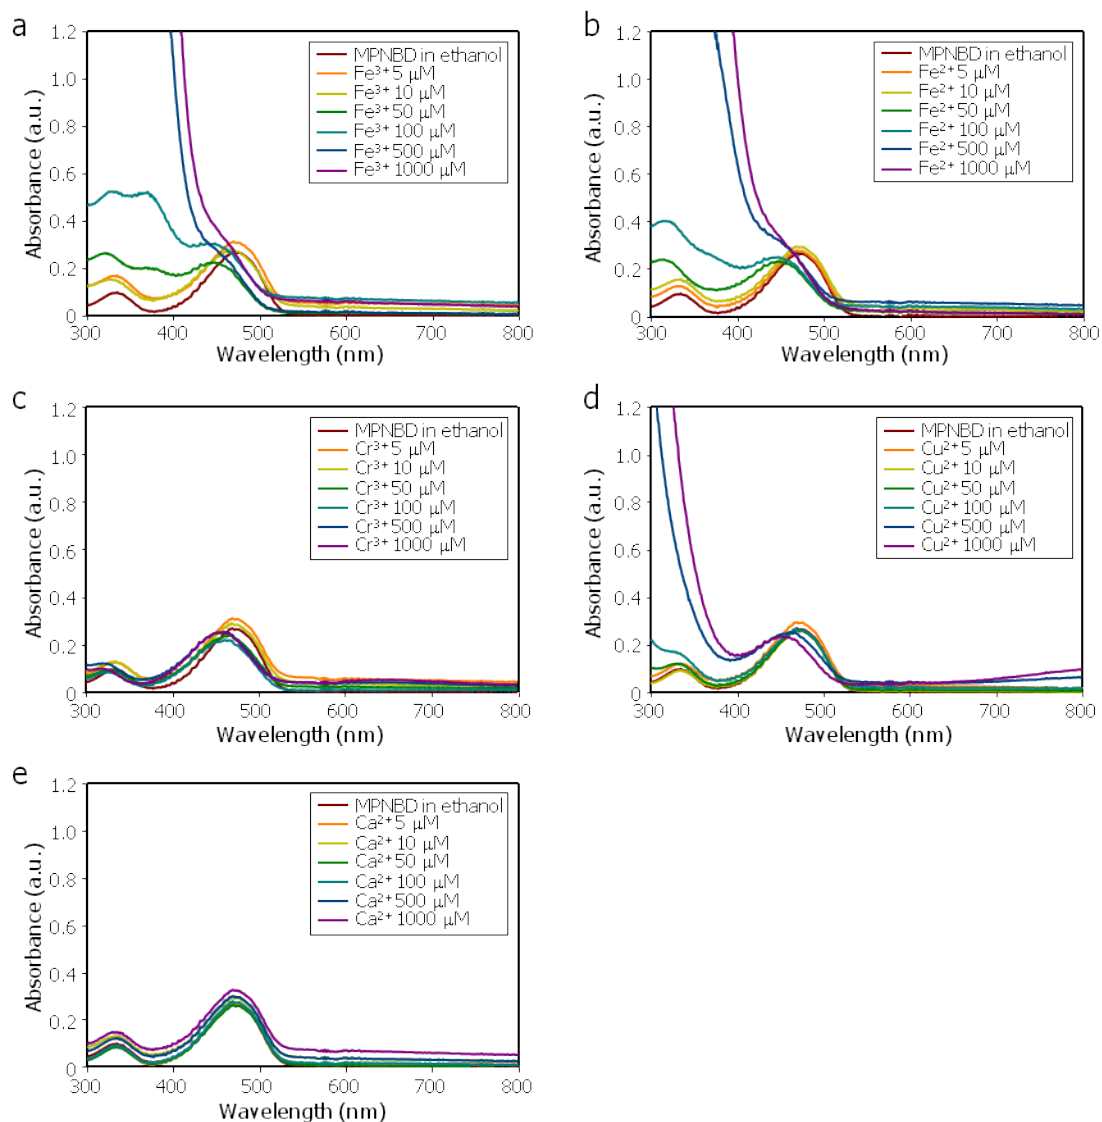 a
1.2
1.0
0.8
0.6
0.4
0.2
0
Absorbance (a.u.)
MPNBD in ethanol
Fe³⁺ 5 μM
Fe³⁺ 10 μM
Fe³⁺ 50 μM
Fe³⁺ 100 μM
Fe³⁺ 500 μM
Fe³⁺ 1000 μM
300 400 500 600 700 800
Wavelength (nm)
b
1.2
1.0
0.8
0.6
0.4
0.2
0
Absorbance (a.u.)
MPNBD in ethanol
Fe²⁺ 5 μM
Fe²⁺ 10 μM
Fe²⁺ 50 μM
Fe²⁺ 100 μM
Fe²⁺ 500 μM
Fe²⁺ 1000 μM
300 400 500 600 700 800
Wavelength (nm)
c
1.2
1.0
0.8
0.6
0.4
0.2
0
Absorbance (a.u.)
MPNBD in ethanol
Cr³⁺ 5 μM
Cr³⁺ 10 μM
Cr³⁺ 50 μM
Cr³⁺ 100 μM
Cr³⁺ 500 μM
Cr³⁺ 1000 μM
300 400 500 600 700 800
Wavelength (nm)
d
1.2
1.0
0.8
0.6
0.4
0.2
0
Absorbance (a.u.)
MPNBD in ethanol
Cu²⁺ 5 μM
Cu²⁺ 10 μM
Cu²⁺ 50 μM
Cu²⁺ 100 μM
Cu²⁺ 500 μM
Cu²⁺ 1000 μM
300 400 500 600 700 800
Wavelength (nm)
e
1.2
1.0
0.8
0.6
0.4
0.2
0
Absorbance (a.u.)
MPNBD in ethanol
Ca²⁺ 5 μM
Ca²⁺ 10 μM
Ca²⁺ 50 μM
Ca²⁺ 100 μM
Ca²⁺ 500 μM
Ca²⁺ 1000 μM
300 400 500 600 700 800
Wavelength (nm)